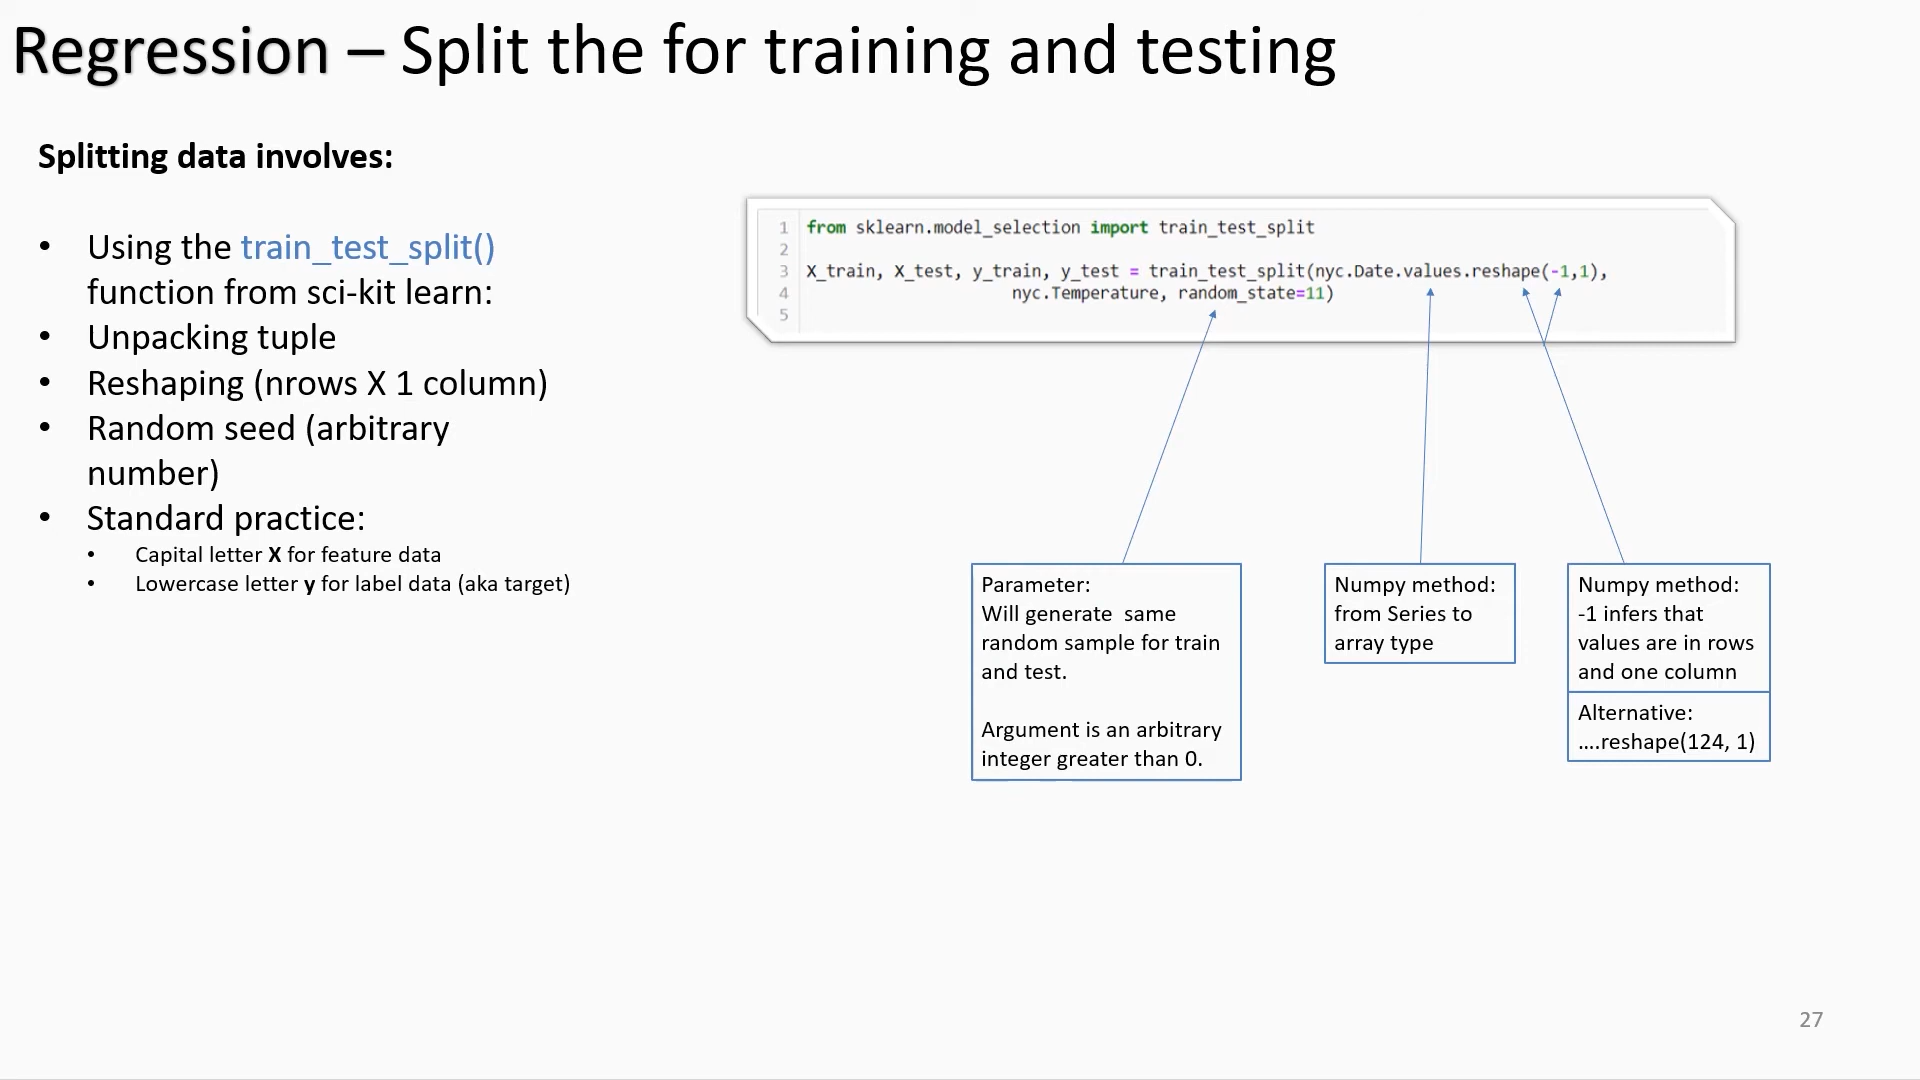 Regression – Split the for training and testing
Splitting data involves:
• Using the train_test_split()
function from sci-kit learn:
• Unpacking tuple
• Reshaping (nrows X 1 column)
• Random seed (arbitrary
number)
• Standard practice:
• Capital letter X for feature data
• Lowercase letter y for label data (aka target)
1 from sklearn.model_selection import train_test_split
2
3 X_train, X_test, y_train, y_test = train_test_split(nyc.Date.values.reshape(-1,1),
4 nyc.Temperature, random_state=11)
5
Parameter:
Will generate  same
random sample for train
and test.
Argument is an arbitrary
integer greater than 0.
Numpy method:
from Series to
array type
Numpy method:
-1 infers that
values are in rows
and one column
Alternative:
….reshape(124, 1)
27